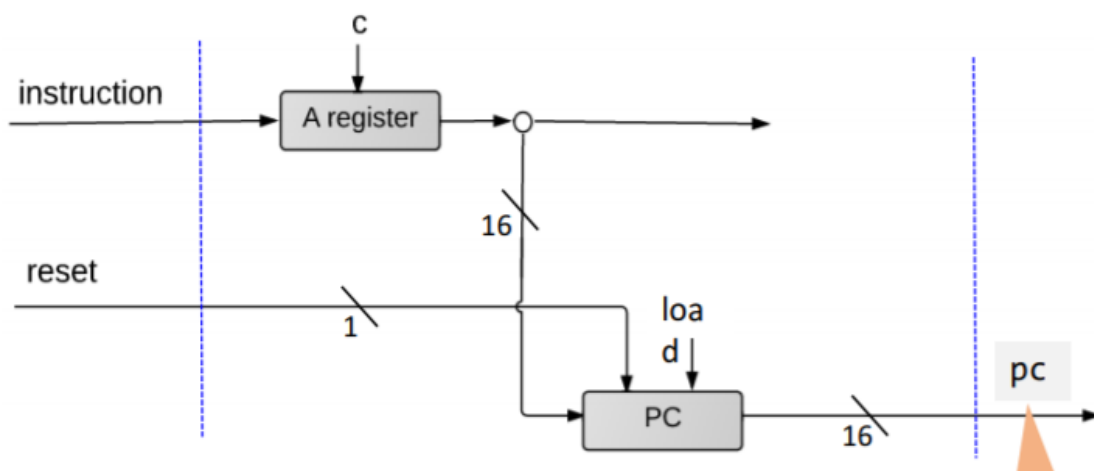 c
instruction
A register
16
reset
1
loa
d
pc
PC
16